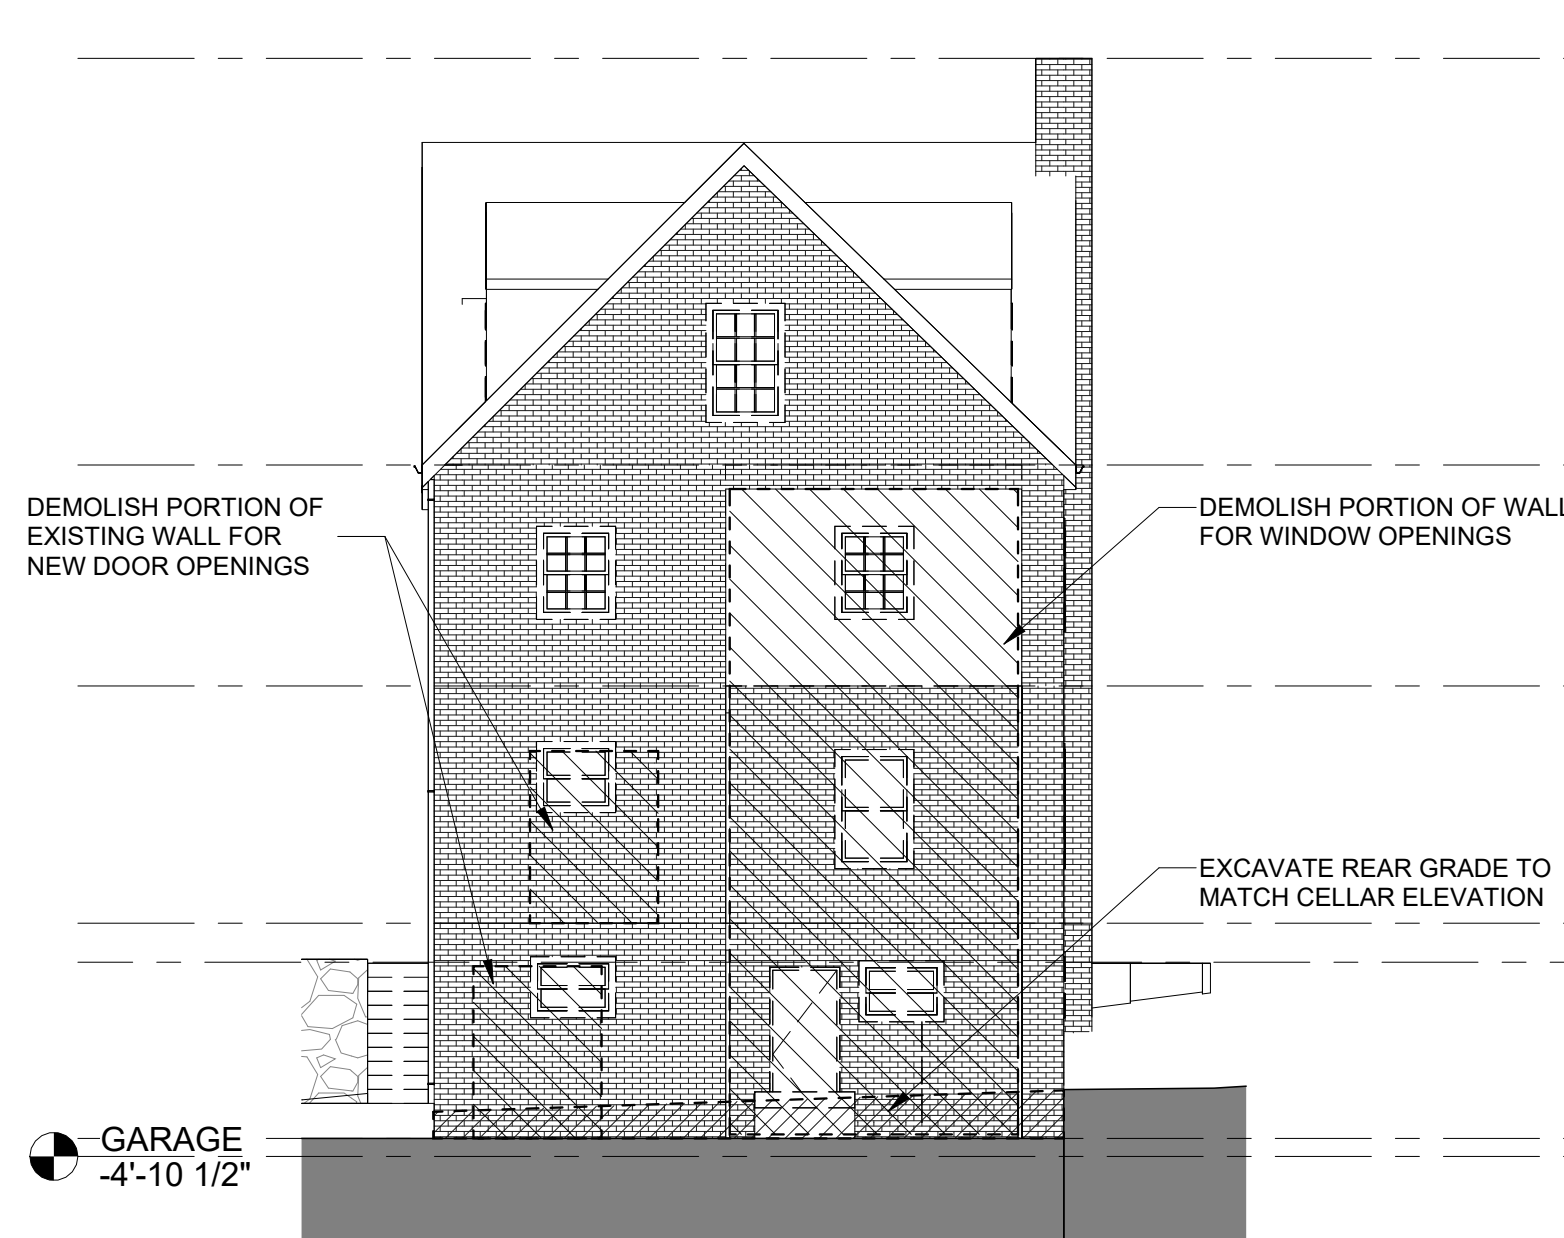 DEMOLISH PORTION OF
EXISTING WALL FOR
NEW DOOR OPENINGS
DEMOLISH PORTION OF WALL
FOR WINDOW OPENINGS
EXCAVATE REAR GRADE TO
MATCH CELLAR ELEVATION
GARAGE
-4'-10 1/2"